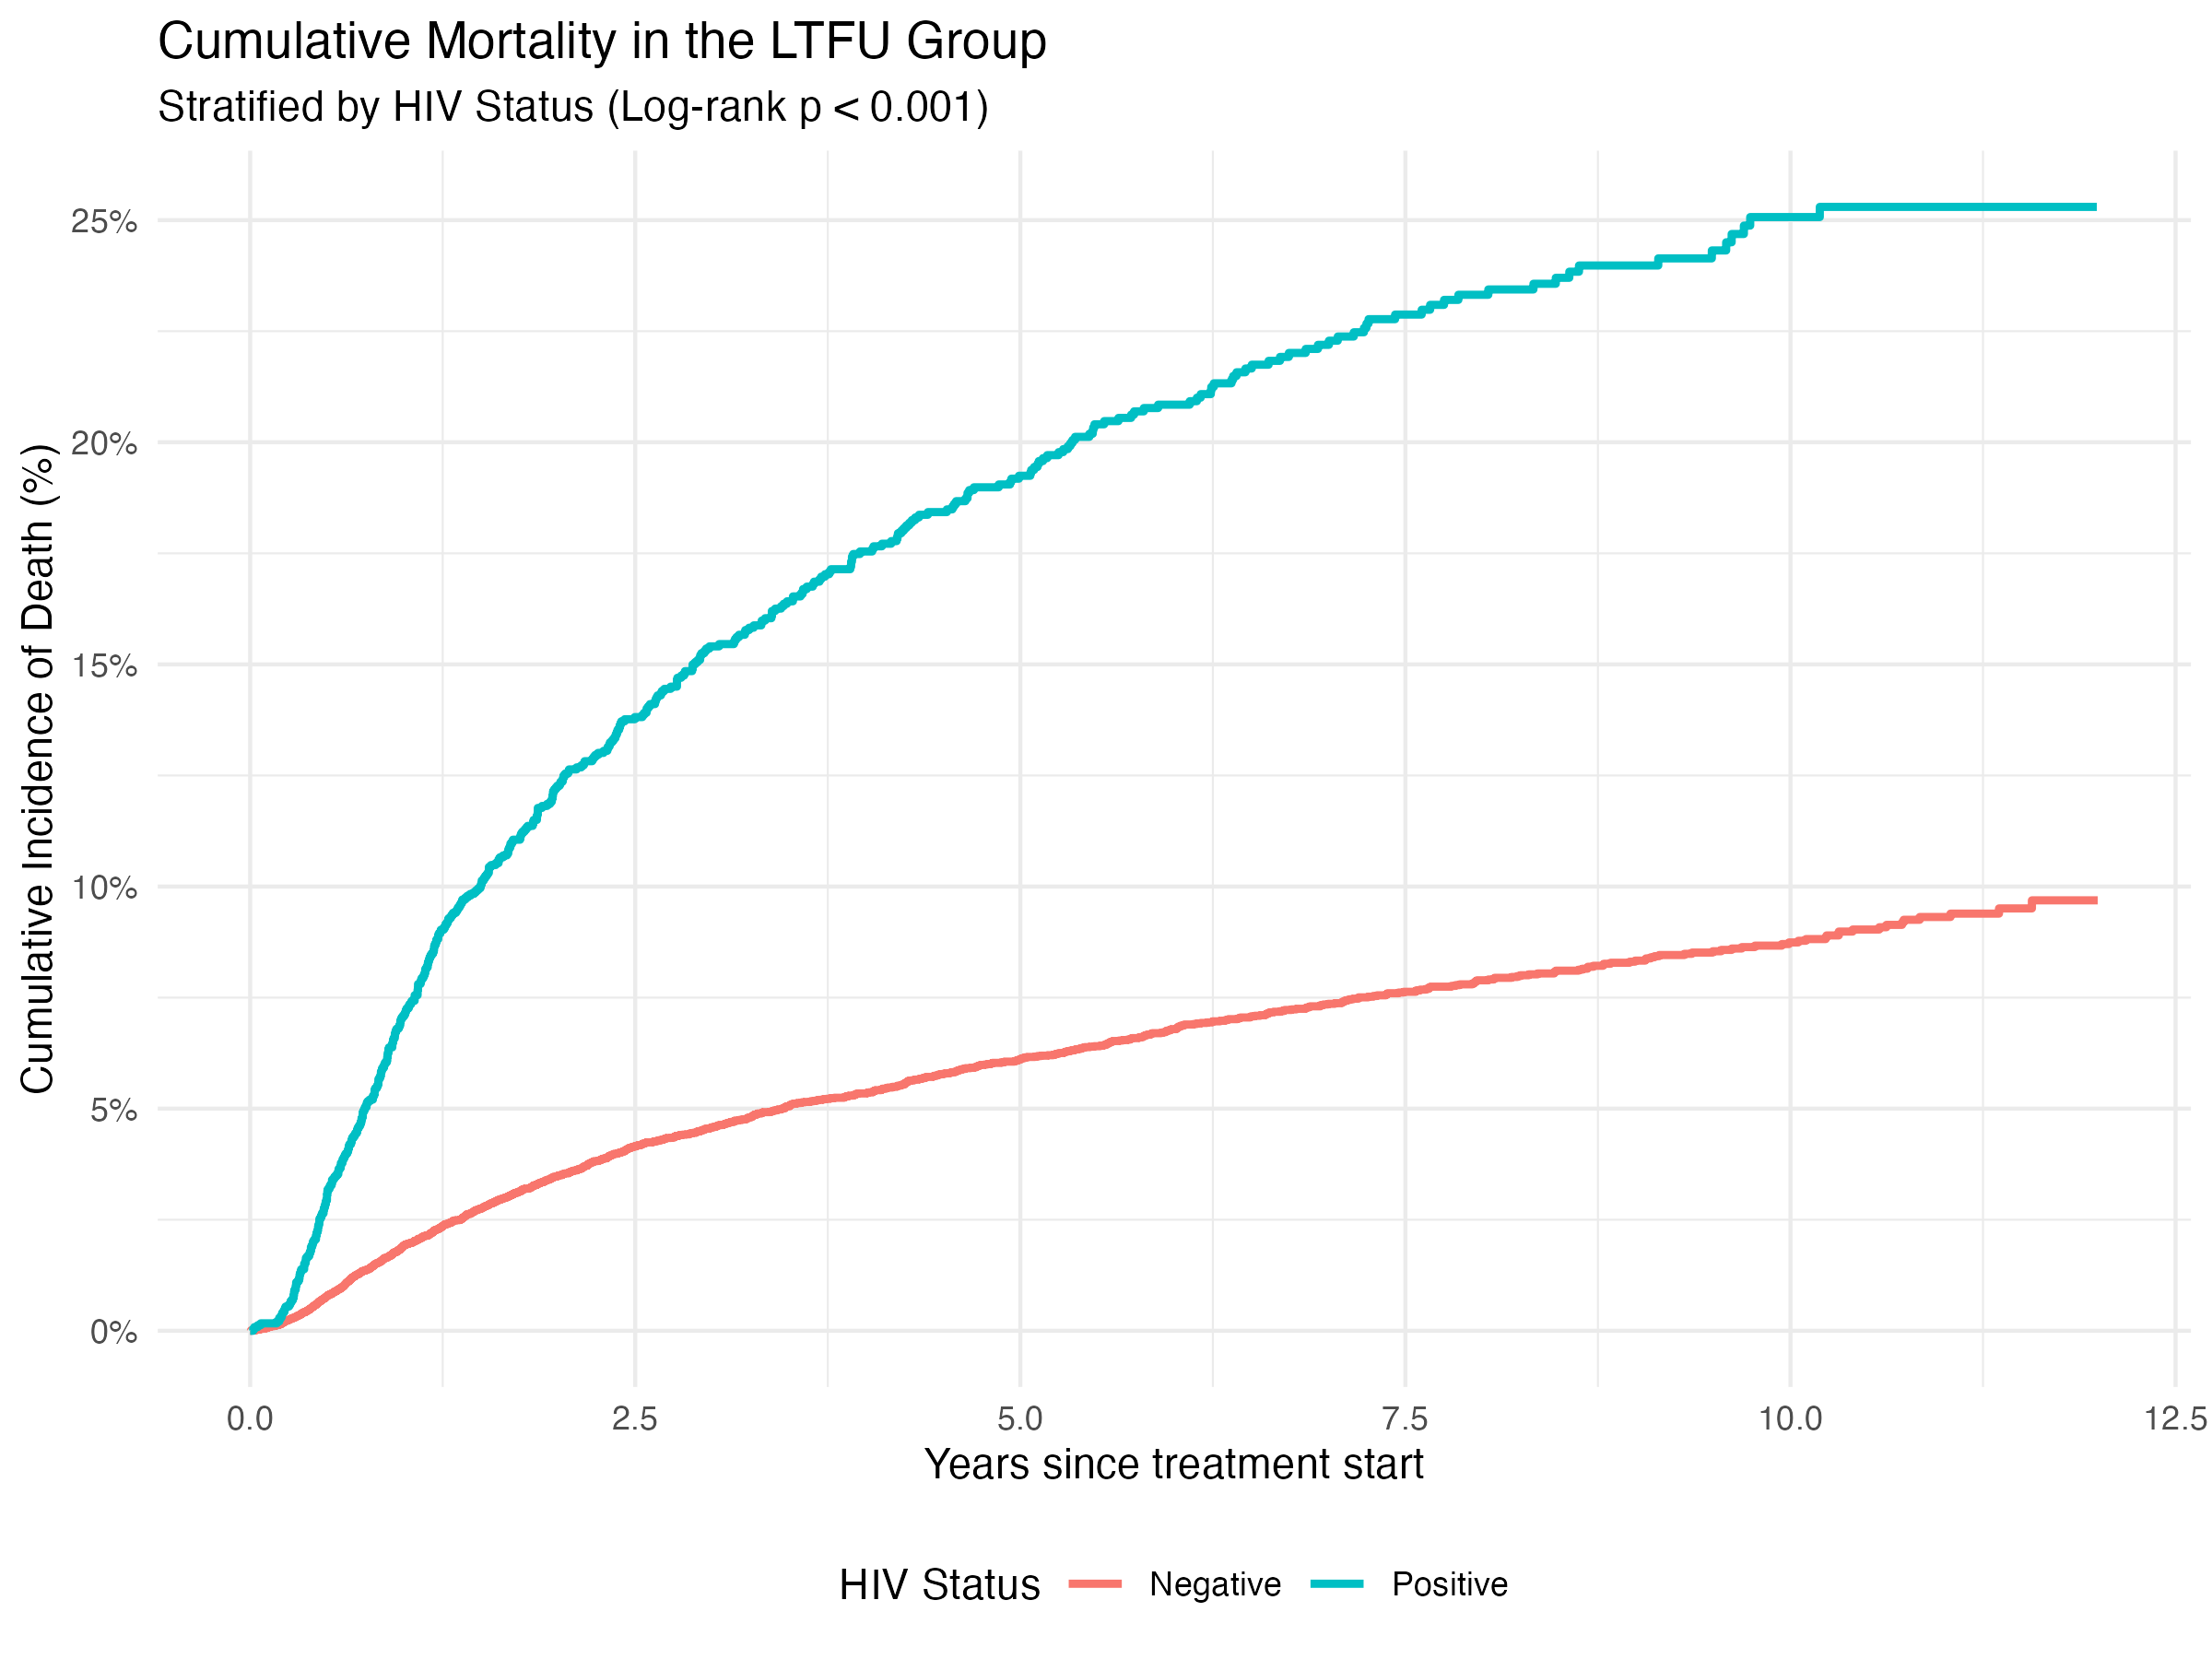 Cumulative Mortality in the LTFU Group
Stratified by HIV Status (Log-rank p < 0.001)
Cumulative Incidence of Death (%)
25%
20%
15%
10%
5%
0%
0.0 2.5 5.0 7.5 10.0 12.5
Years since treatment start
HIV Status Negative Positive